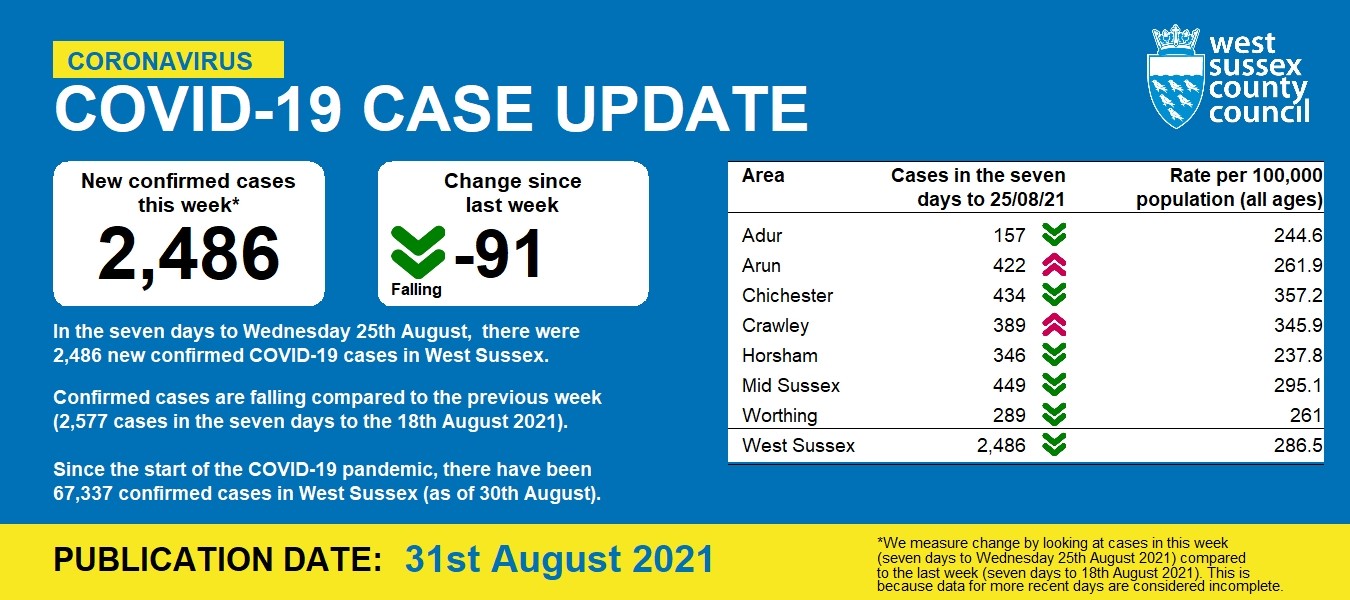 CORONAVIRUS
COVID-19 CASE UPDATE
west
sussex
county
council
New confirmed cases
this week*
2,486
Change since
last week
-91
Falling
In the seven days to Wednesday 25th August,  there were
2,486 new confirmed COVID-19 cases in West Sussex.
Confirmed cases are falling compared to the previous week
(2,577 cases in the seven days to the 18th August 2021).
Since the start of the COVID-19 pandemic, there have been
67,337 confirmed cases in West Sussex (as of 30th August).
Area Cases in the seven Rate per 100,000
days to 25/08/21 population (all ages)
Adur 157 244.6
Arun 422 261.9
Chichester 434 357.2
Crawley 389 345.9
Horsham 346 237.8
Mid Sussex 449 295.1
Worthing 289 261
West Sussex 2,486 286.5
PUBLICATION DATE: 31st August 2021
*We measure change by looking at cases in this week
(seven days to Wednesday 25th August 2021) compared
to the last week (seven days to 18th August 2021). This is
because data for more recent days are considered incomplete.